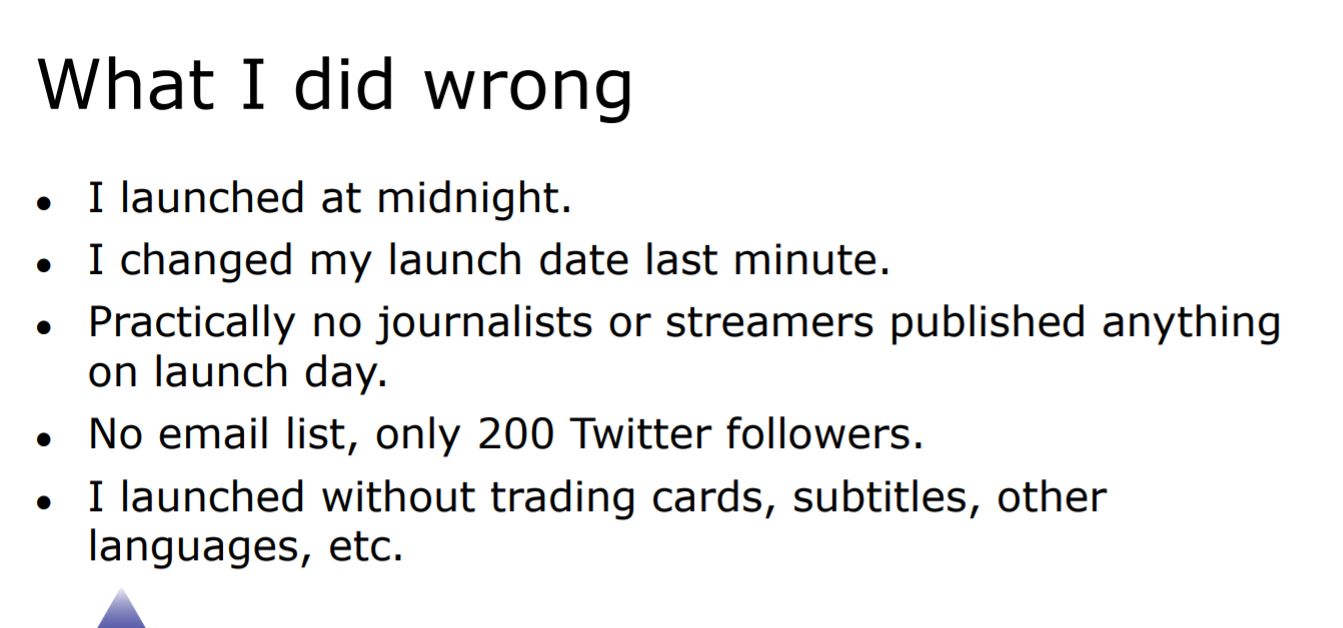 What I did wrong
● I launched at midnight.
● I changed my launch date last minute.
● Practically no journalists or streamers published anything
on launch day.
● No email list, only 200 Twitter followers.
● I launched without trading cards, subtitles, other
languages, etc.